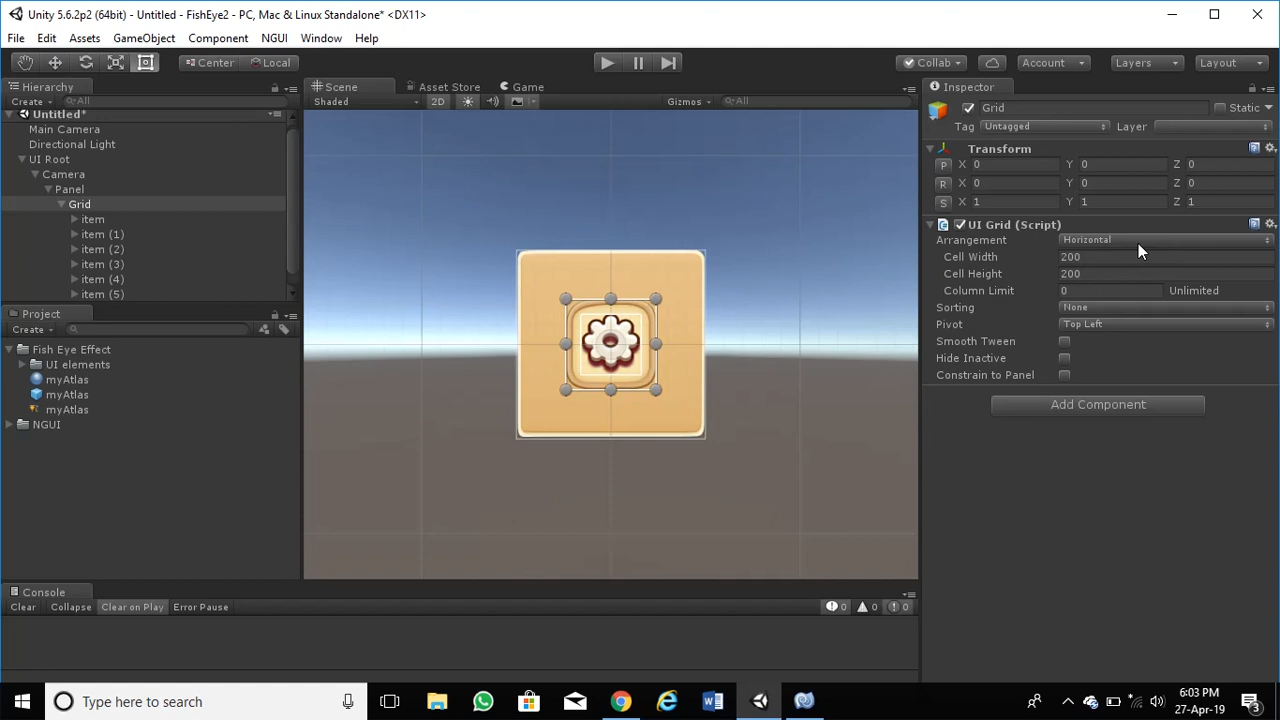 Unity 5.6.2p2 (64bit) - Untitled - FishEye2 - PC, Mac & Linux Standalone* <DX11>
File Edit Assets GameObject Component NGUI Window Help
Center Local Collab Account Layers Layout
Hierarchy
Create All
Untitled*
Main Camera
Directional Light
UI Root
Camera
Panel
Grid
item
item (1)
item (2)
item (3)
item (4)
item (5)
Project
Create
Fish Eye Effect
UI elements
myAtlas
myAtlas
myAtlas
NGUI
Scene Asset Store Game
Shaded 2D Gizmos All
Console
Clear Collapse Clear on Play Error Pause 0 0 0
Inspector
Grid Static
Tag Untagged Layer
Transform
P X 0 Y 0 Z 0
R X 0 Y 0 Z 0
S X 1 Y 1 Z 1
UI Grid (Script)
Arrangement Horizontal
Cell Width 200
Cell Height 200
Column Limit 0 Unlimited
Sorting None
Pivot Top Left
Smooth Tween
Hide Inactive
Constrain to Panel
Add Component
Type here to search
6:03 PM
27-Apr-19
3